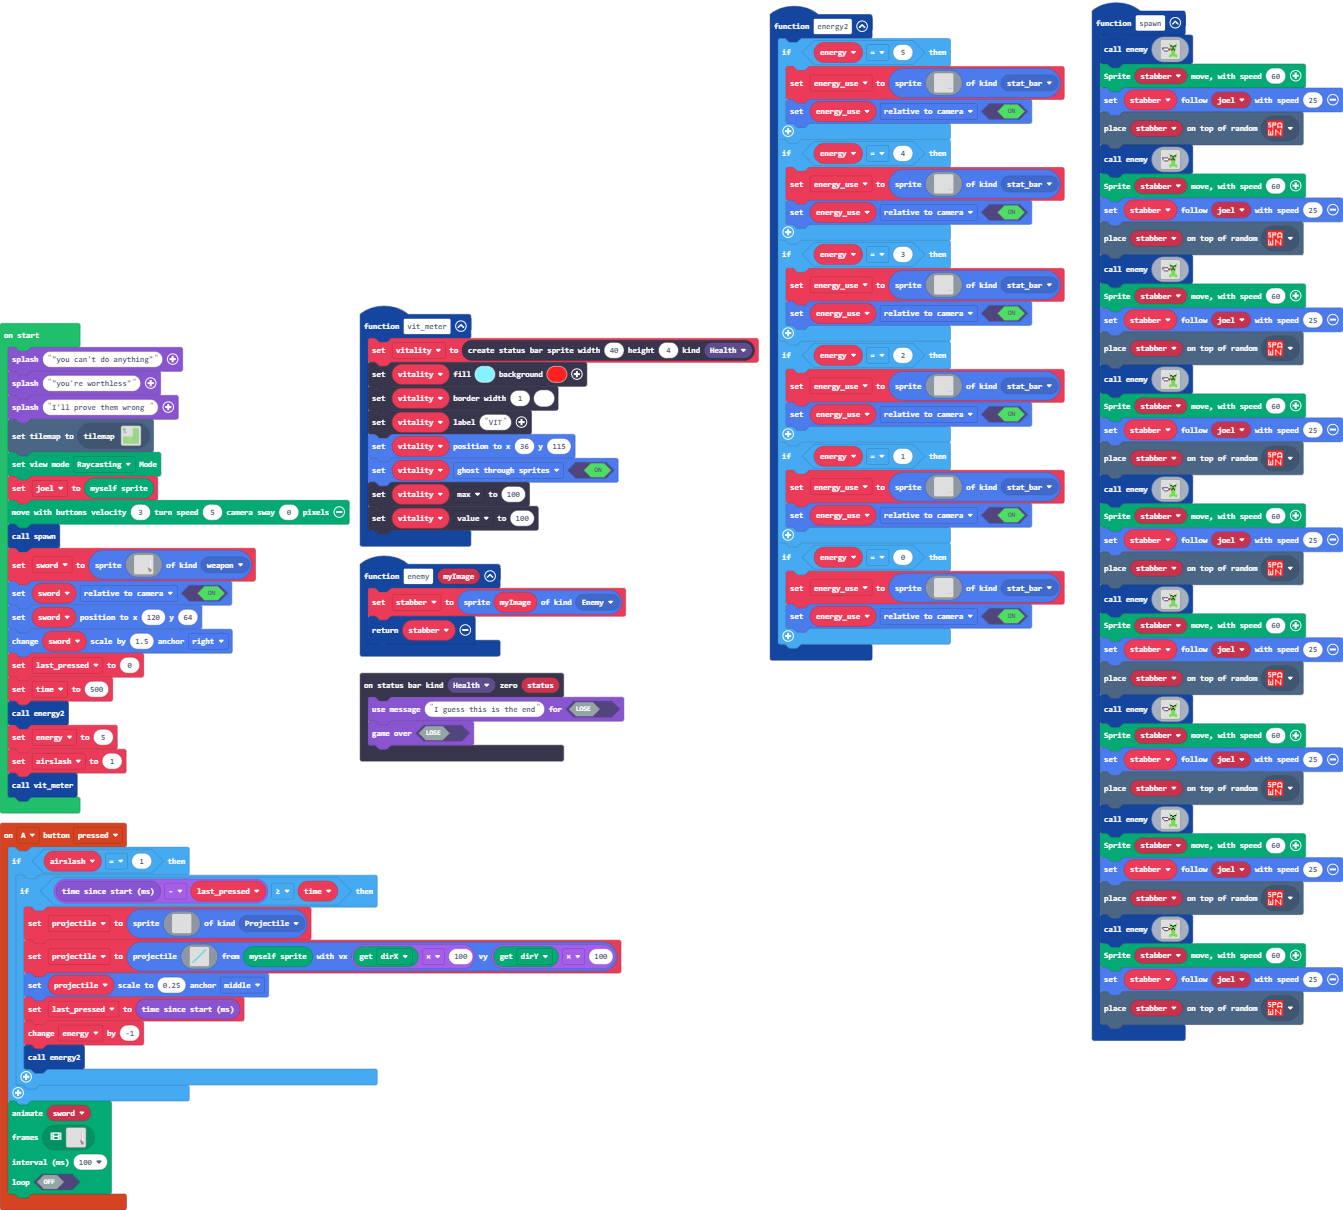 on start
splash "you can't do anything"
splash "you're worthless"
splash "I'll prove them wrong
set tilemap to tilemap
set view mode Raycasting Mode
set joel to myself sprite
move with buttons velocity 3 turn speed 5 camera sway 0 pixels
call spawn
set sword to sprite of kind weapon
set sword relative to camera ON
set sword position to x 120 y 64
change sword scale by 1.5 anchor right
set last_pressed to 0
set time to 500
call energy2
set energy to 5
set airslash to 1
call vit_meter
on A button pressed
if airslash = 1 then
if time since start (ms) - last_pressed ≥ time then
set projectile to sprite of kind Projectile
set projectile to projectile from myself sprite with vx get dirX × 100 vy get dirY × 100
set projectile scale to 0.25 anchor middle
set last_pressed to time since start (ms)
change energy by -1
call energy2
animate sword
frames
interval (ms) 100
loop OFF
function vit_meter
set vitality to create status bar sprite width 40 height 4 kind Health
set vitality fill background
set vitality border width 1
set vitality label "VIT"
set vitality position to x 36 y 115
set vitality ghost through sprites ON
set vitality max to 100
set vitality value to 100
function enemy myImage
set stabber to sprite myImage of kind Enemy
return stabber
on status bar kind Health zero status
use message "I guess this is the end" for LOSE
game over LOSE
function energy2
if energy = 5 then
set energy_use to sprite of kind stat_bar
set energy_use relative to camera ON
if energy = 4 then
set energy_use to sprite of kind stat_bar
set energy_use relative to camera ON
if energy = 3 then
set energy_use to sprite of kind stat_bar
set energy_use relative to camera ON
if energy = 2 then
set energy_use to sprite of kind stat_bar
set energy_use relative to camera ON
if energy = 1 then
set energy_use to sprite of kind stat_bar
set energy_use relative to camera ON
if energy = 0 then
set energy_use to sprite of kind stat_bar
set energy_use relative to camera ON
function spawn
call enemy
Sprite stabber move, with speed 60
set stabber follow joel with speed 25
place stabber on top of random SPAWN
call enemy
Sprite stabber move, with speed 60
set stabber follow joel with speed 25
place stabber on top of random SPAWN
call enemy
Sprite stabber move, with speed 60
set stabber follow joel with speed 25
place stabber on top of random SPAWN
call enemy
Sprite stabber move, with speed 60
set stabber follow joel with speed 25
place stabber on top of random SPAWN
call enemy
Sprite stabber move, with speed 60
set stabber follow joel with speed 25
place stabber on top of random SPAWN
call enemy
Sprite stabber move, with speed 60
set stabber follow joel with speed 25
place stabber on top of random SPAWN
call enemy
Sprite stabber move, with speed 60
set stabber follow joel with speed 25
place stabber on top of random SPAWN
call enemy
Sprite stabber move, with speed 60
set stabber follow joel with speed 25
place stabber on top of random SPAWN
call enemy
Sprite stabber move, with speed 60
set stabber follow joel with speed 25
place stabber on top of random SPAWN